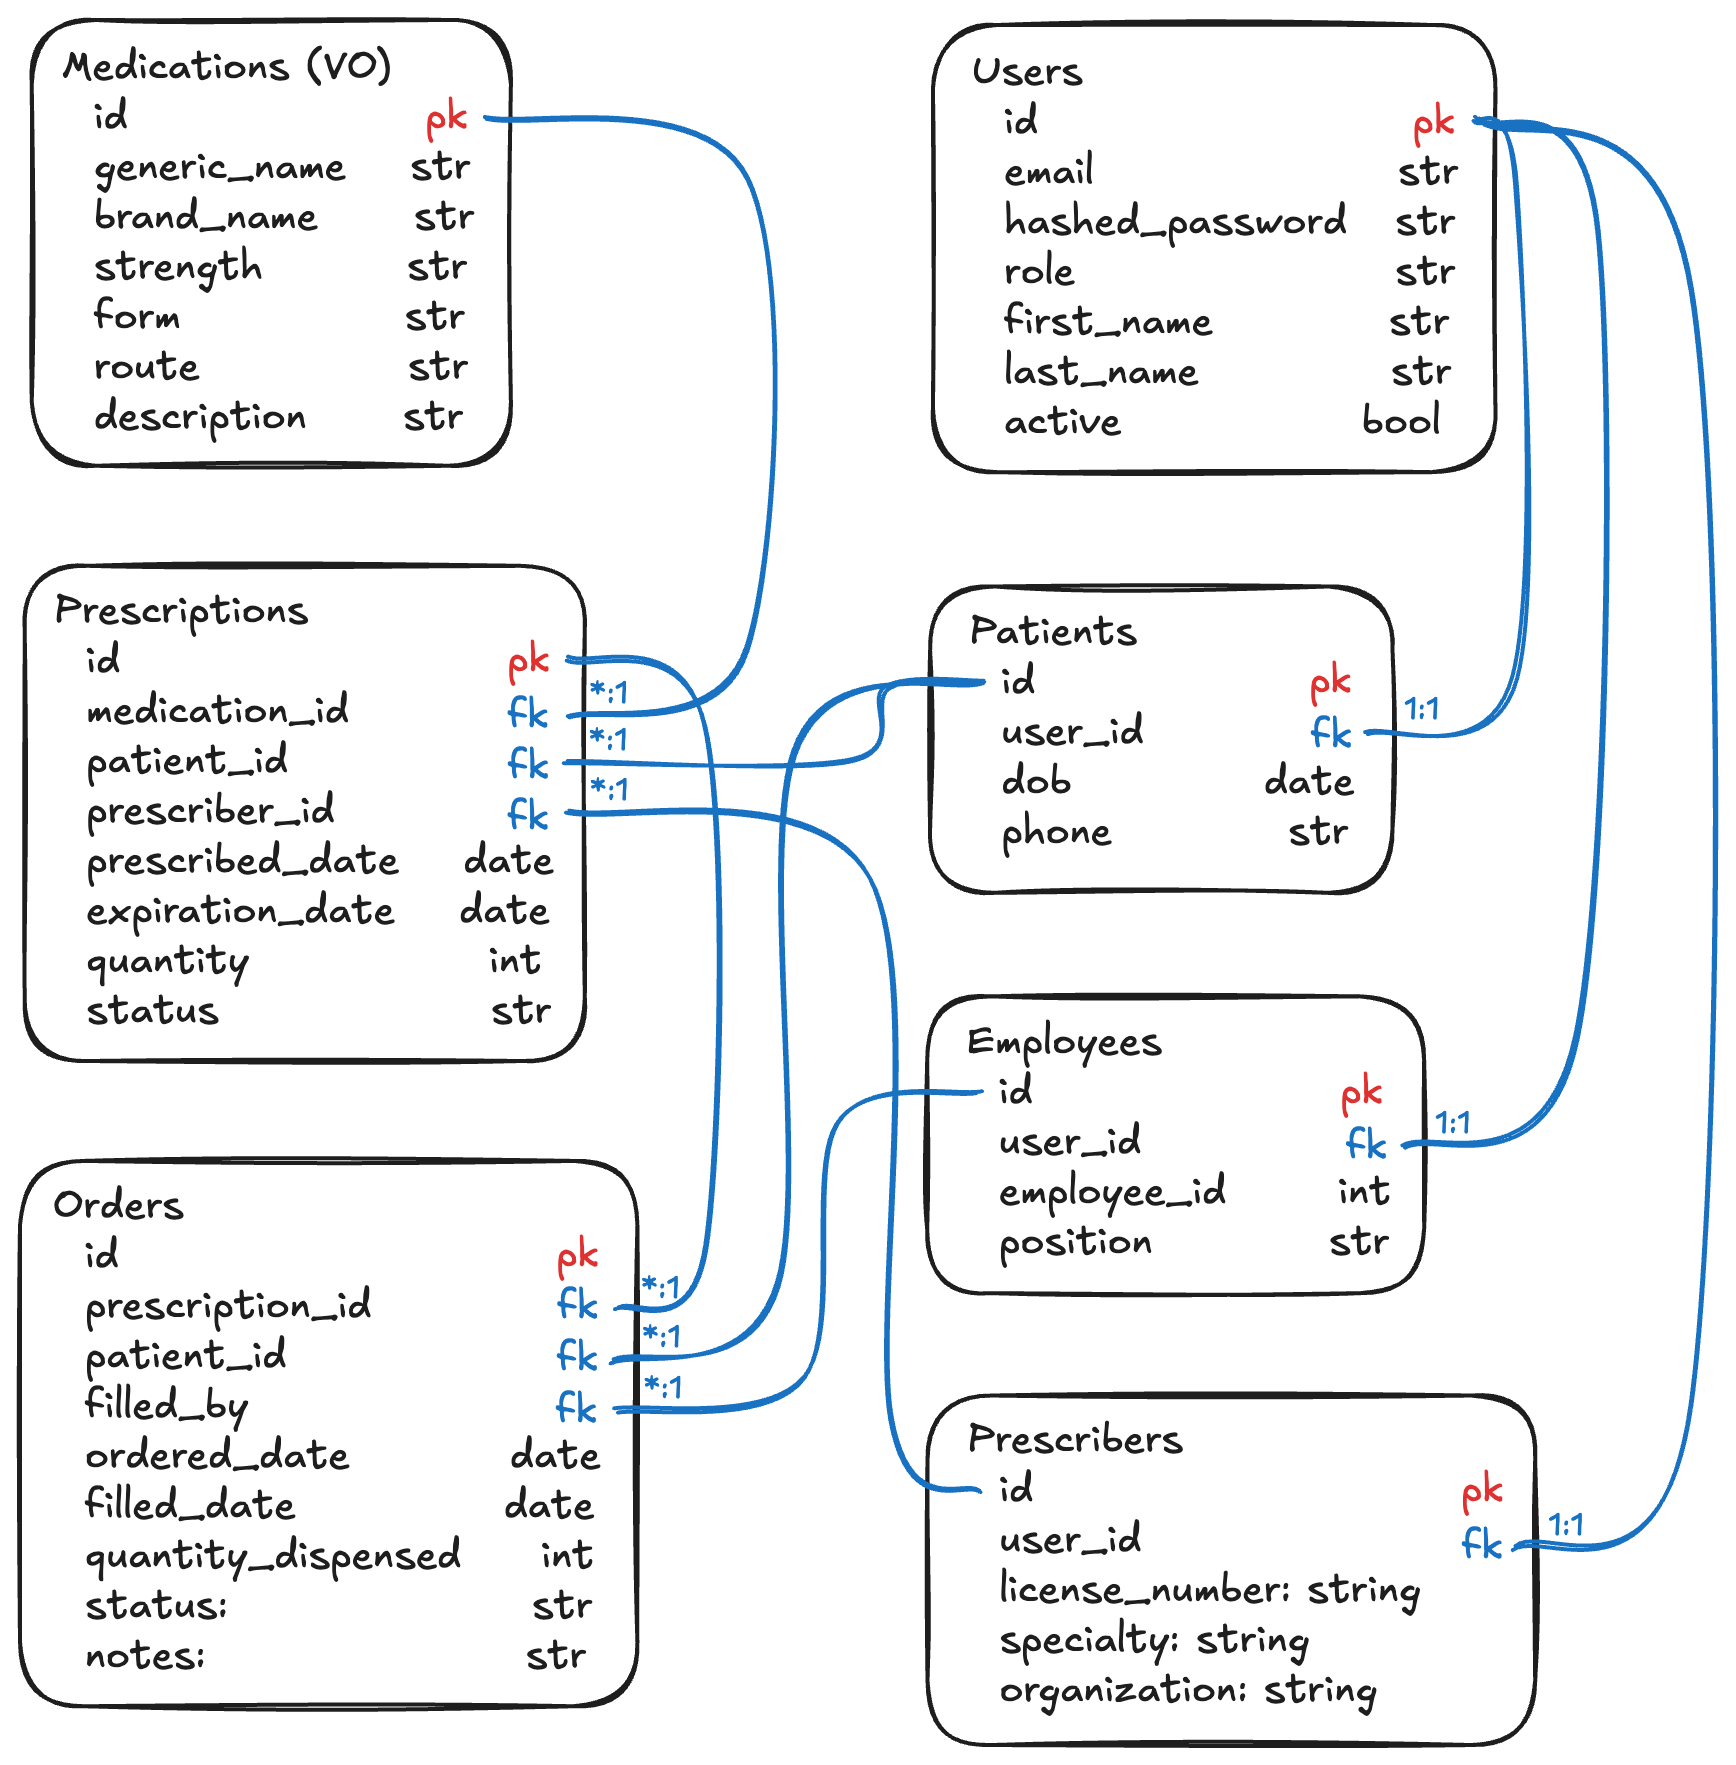 Medications (VO)
id pk
generic_name str
brand_name str
strength str
form str
route str
description str
Users
id pk
email str
hashed_password str
role str
first_name str
last_name str
active bool
Prescriptions
id pk
medication_id fk *:1
patient_id fk *:1
prescriber_id fk *:1
prescribed_date date
expiration_date date
quantity int
status str
Patients
id pk
user_id fk 1:1
dob date
phone str
Employees
id pk
user_id fk 1:1
employee_id int
position str
Orders
id pk
prescription_id fk *:1
patient_id fk *:1
filled_by fk *:1
ordered_date date
filled_date date
quantity_dispensed int
status: str
notes: str
Prescribers
id pk
user_id fk 1:1
license_number: string
specialty: string
organization: string